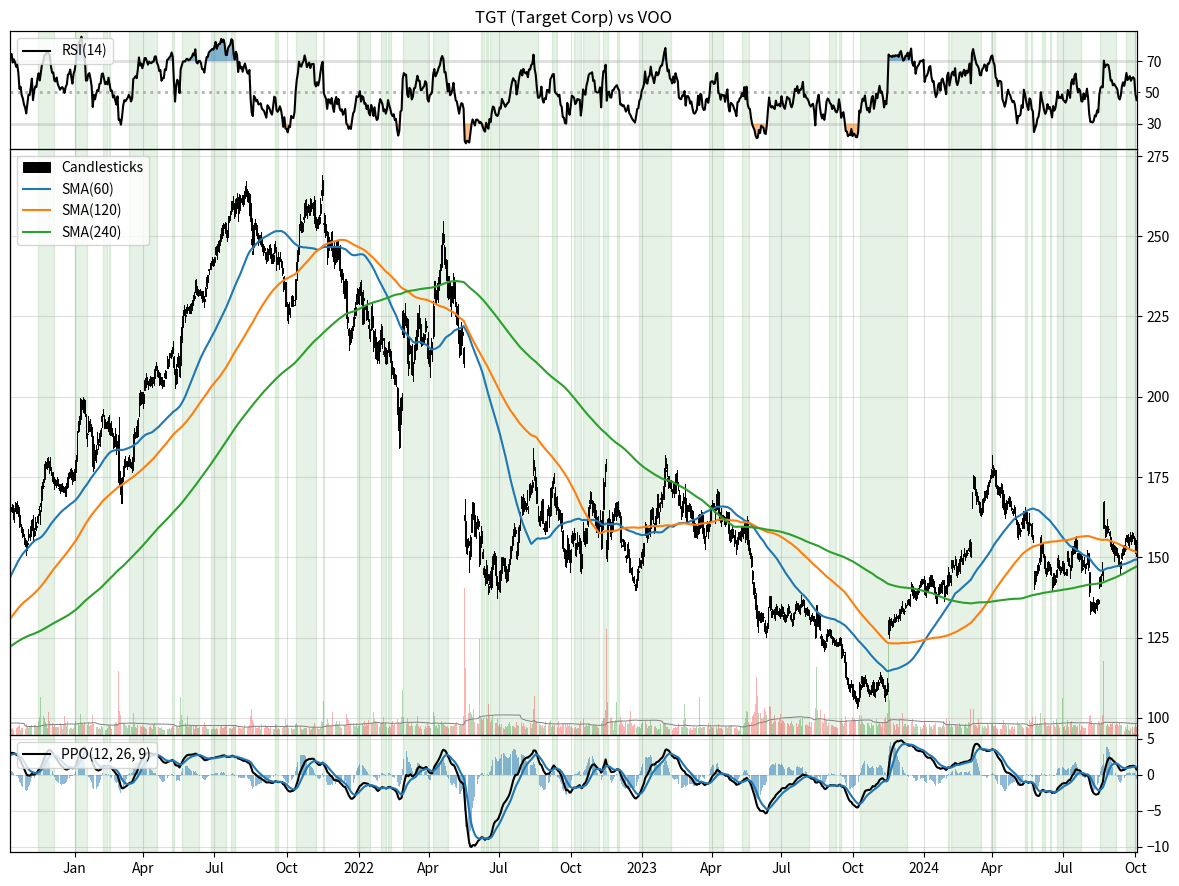 TGT (Target Corp) vs VOO
RSI(14)
70
50
30
Candlesticks
SMA(60)
SMA(120)
SMA(240)
275
250
225
200
175
150
125
100
PPO(12, 26, 9)
5
0
−5
−10
Jan Apr Jul Oct 2022 Apr Jul Oct 2023 Apr Jul Oct 2024 Apr Jul Oct